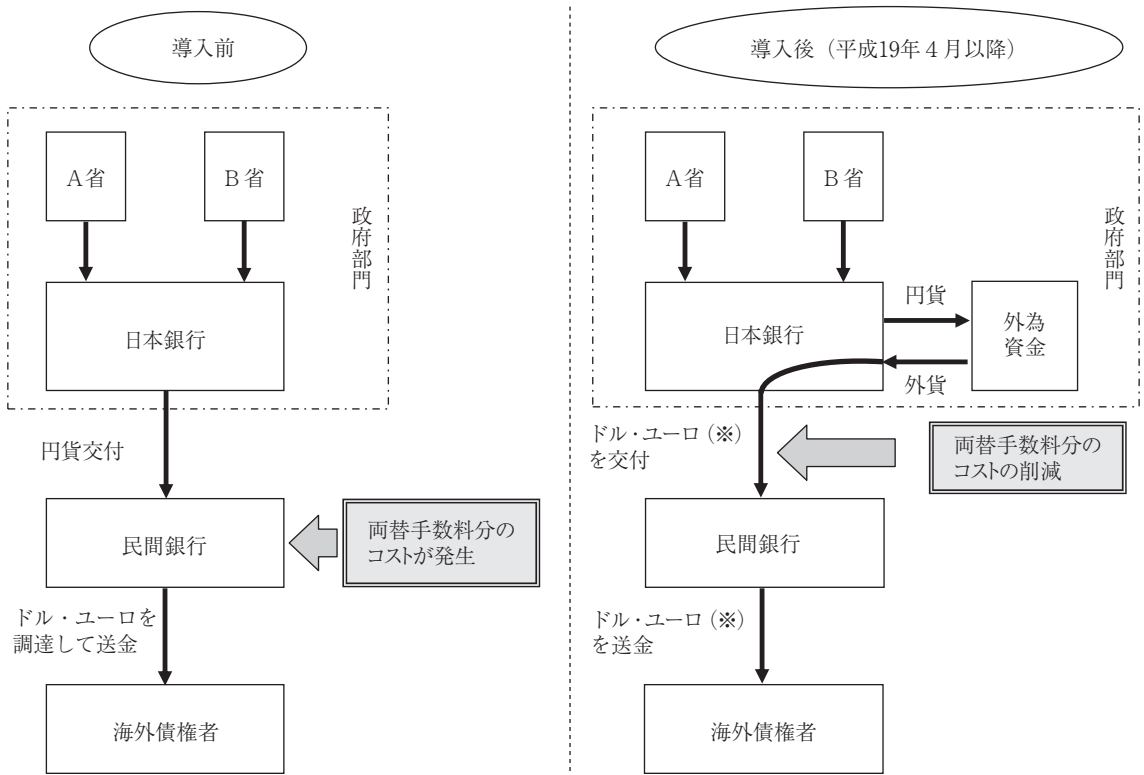 導入前
A省
B省
政府部門
日本銀行
円貨交付
民間銀行
両替手数料分の
コストが発生
ドル・ユーロを
調達して送金
海外債権者
導入後（平成19年4月以降）
A省
B省
政府部門
日本銀行
円貨
外貨
外為
資金
ドル・ユーロ（※）
を交付
両替手数料分の
コストの削減
民間銀行
ドル・ユーロ（※）
を送金
海外債権者